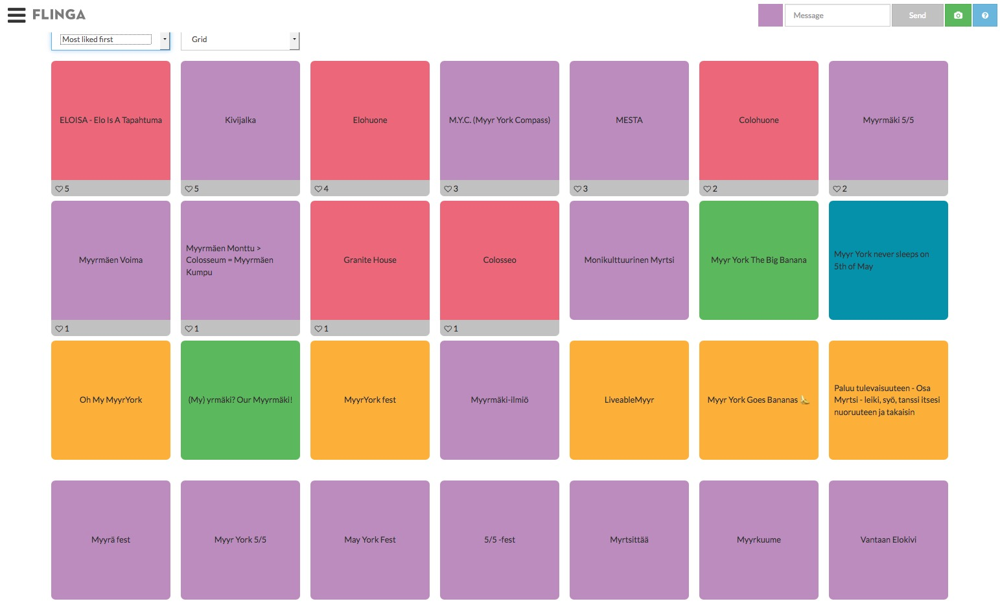 FLINGA
Message
Send
Most liked first
Grid
ELOISA - Elo Is A Tapahtuma
Kivijalka
Elohuone
M.Y.C. (Myyr York Compass)
MESTA
Colohuone
Myyrmäki 5/5
5
5
4
3
3
2
2
Myyrmäen Voima
Myyrmäen Monttu >
Colosseum = Myyrmäen
Kumpu
Granite House
Colosseo
Monikulttuurinen Myrtsi
Myyr York The Big Banana
Myyr York never sleeps on
5th of May
1
1
1
1
Oh My MyyrYork
(My) yrmäki? Our Myyrmäki!
MyyrYork fest
Myyrmäki-ilmiö
LiveableMyyr
Myyr York Goes Bananas 🍌
Paluu tulevaisuuteen - Osa
Myrtsi - leiki, syö, tanssi itsesi
nuoruuteen ja takaisin
Myyrä fest
Myyr York 5/5
May York Fest
5/5 -fest
Myrtsittää
Myyrkuume
Vantaan Elokivi